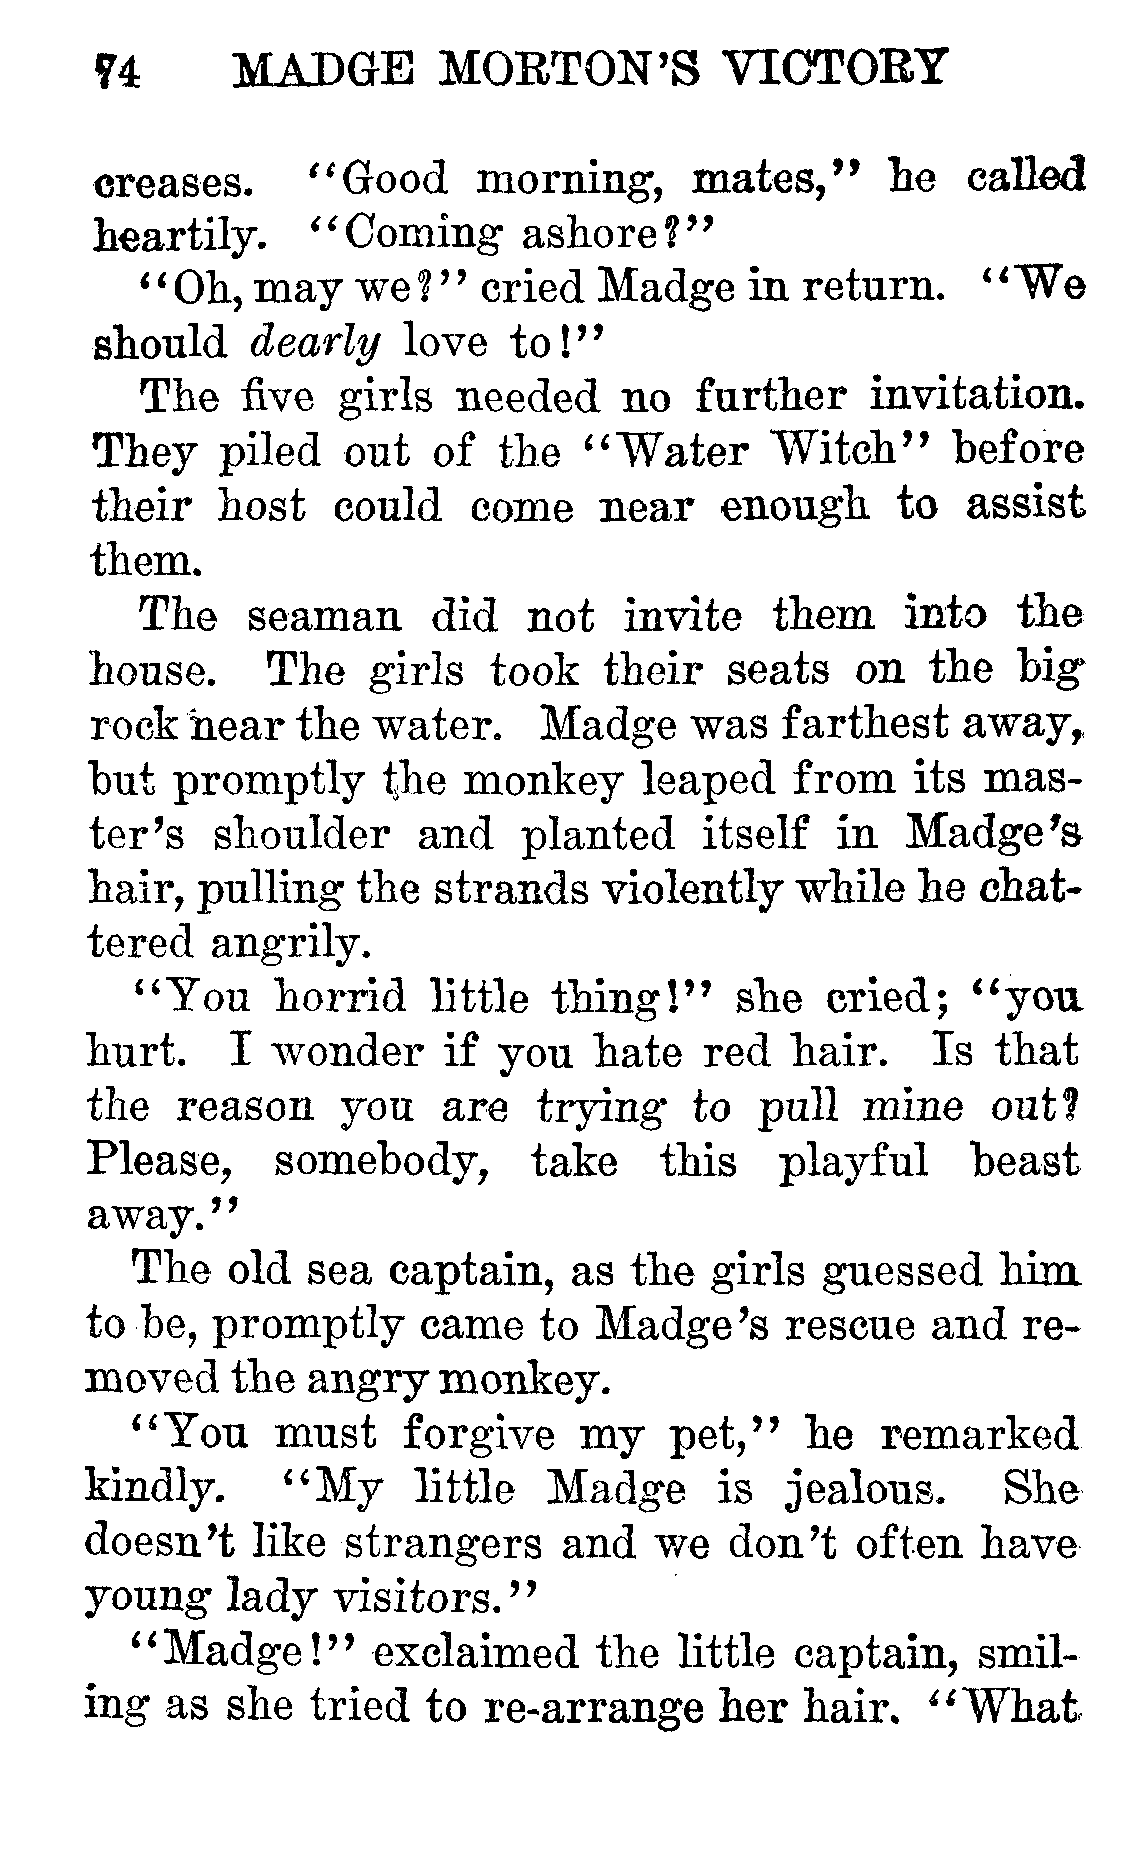 74 MADGE MORTON'S VICTORY
creases. "Good morning, mates," he called
heartily. "Coming ashore?"
"Oh, may we?" cried Madge in return. "We
should dearly love to!"
The five girls needed no further invitation.
They piled out of the "Water Witch" before
their host could come near enough to assist
them.
The seaman did not invite them into the
house. The girls took their seats on the big
rock near the water. Madge was farthest away,
but promptly the monkey leaped from its mas-
ter's shoulder and planted itself in Madge's
hair, pulling the strands violently while he chat-
tered angrily.
"You horrid little thing!" she cried; "you
hurt. I wonder if you hate red hair. Is that
the reason you are trying to pull mine out?
Please, somebody, take this playful beast
away."
The old sea captain, as the girls guessed him
to be, promptly came to Madge's rescue and re-
moved the angry monkey.
"You must forgive my pet," he remarked
kindly. "My little Madge is jealous. She
doesn't like strangers and we don't often have
young lady visitors."
"Madge!" exclaimed the little captain, smil-
ing as she tried to re-arrange her hair. "What